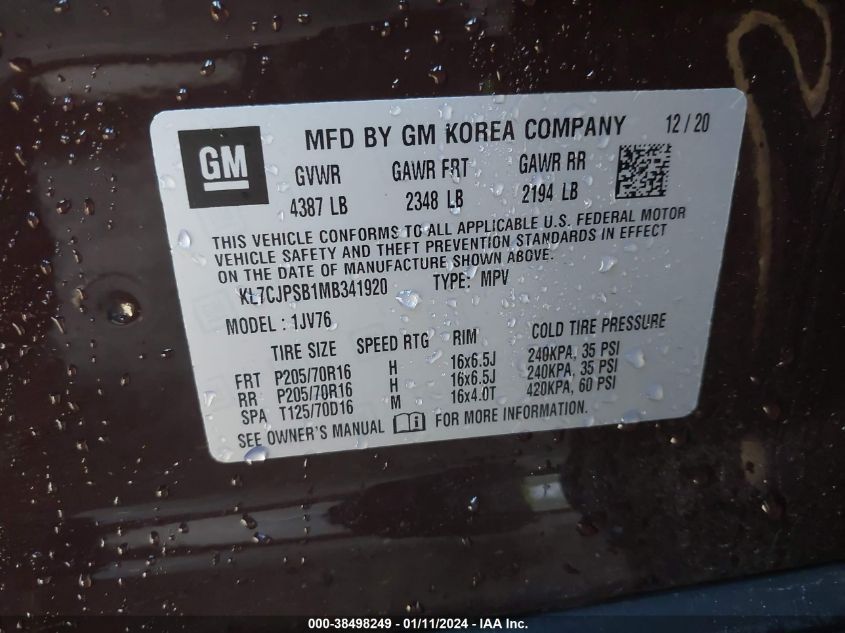 GM
MFD BY GM KOREA COMPANY 12 / 20
GVWR GAWR FRT GAWR RR
4387 LB 2348 LB 2194 LB
THIS VEHICLE CONFORMS TO ALL APPLICABLE U.S. FEDERAL MOTOR
VEHICLE SAFETY AND THEFT PREVENTION STANDARDS IN EFFECT
ON THE DATE OF MANUFACTURE SHOWN ABOVE.
KL7CJPSB1MB341920 TYPE: MPV
MODEL : 1JV76
TIRE SIZE SPEED RTG RIM COLD TIRE PRESSURE
FRT P205/70R16 H 16x6.5J 240KPA, 35 PSI
RR P205/70R16 H 16x6.5J 240KPA, 35 PSI
SPA T125/70D16 M 16x4.0T 420KPA, 60 PSI
SEE OWNER'S MANUAL FOR MORE INFORMATION.
000-38498249 - 01/11/2024 - IAA Inc.